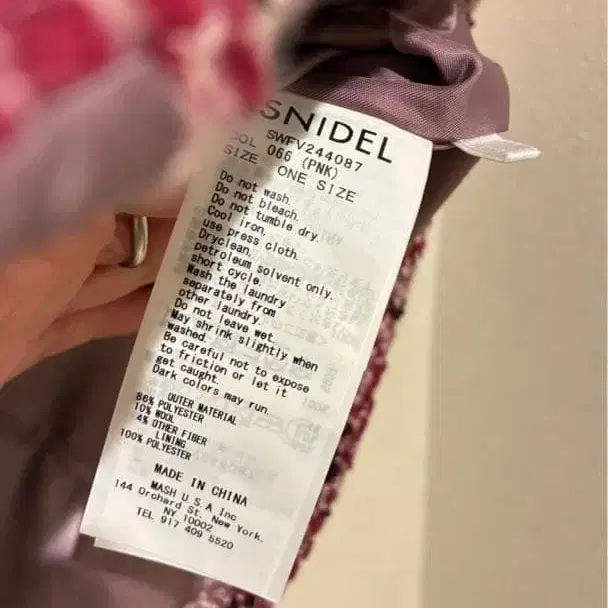 SNIDEL
SWFV244087
COL 066 (PNK)
SIZE ONE SIZE
Do not wash.
Do not bleach.
Do not tumble dry.
Cool iron.
use press cloth.
Dryclean.
petroleum solvent only.
short cycle.
Wash the laundry
separately from
other laundry.
Do not leave wet.
May shrink slightly when
washed.
Be careful not to expose
to friction or let it
get caught.
Dark colors may run.
OUTER MATERIAL
86% POLYESTER
10% WOOL
4% OTHER FIBER
LINING
100% POLYESTER
MADE IN CHINA
MASH U.S.A Inc
144 Orchard St. New York.
NY 10002
TEL 917 409 5520